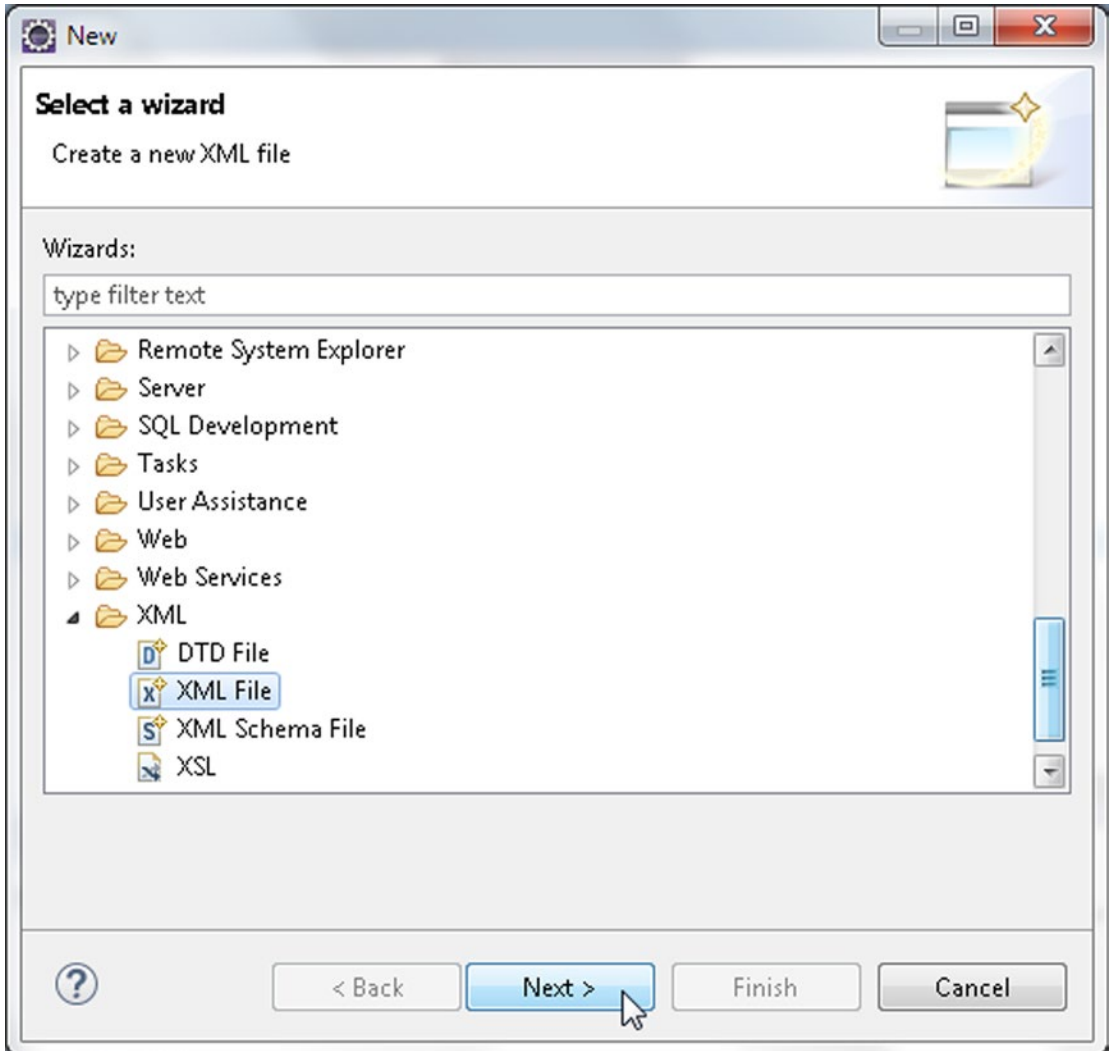 New
Select a wizard
Create a new XML file
Wizards:
type filter text
Remote System Explorer
Server
SQL Development
Tasks
User Assistance
Web
Web Services
XML
DTD File
XML File
XML Schema File
XSL
< Back Next > Finish Cancel